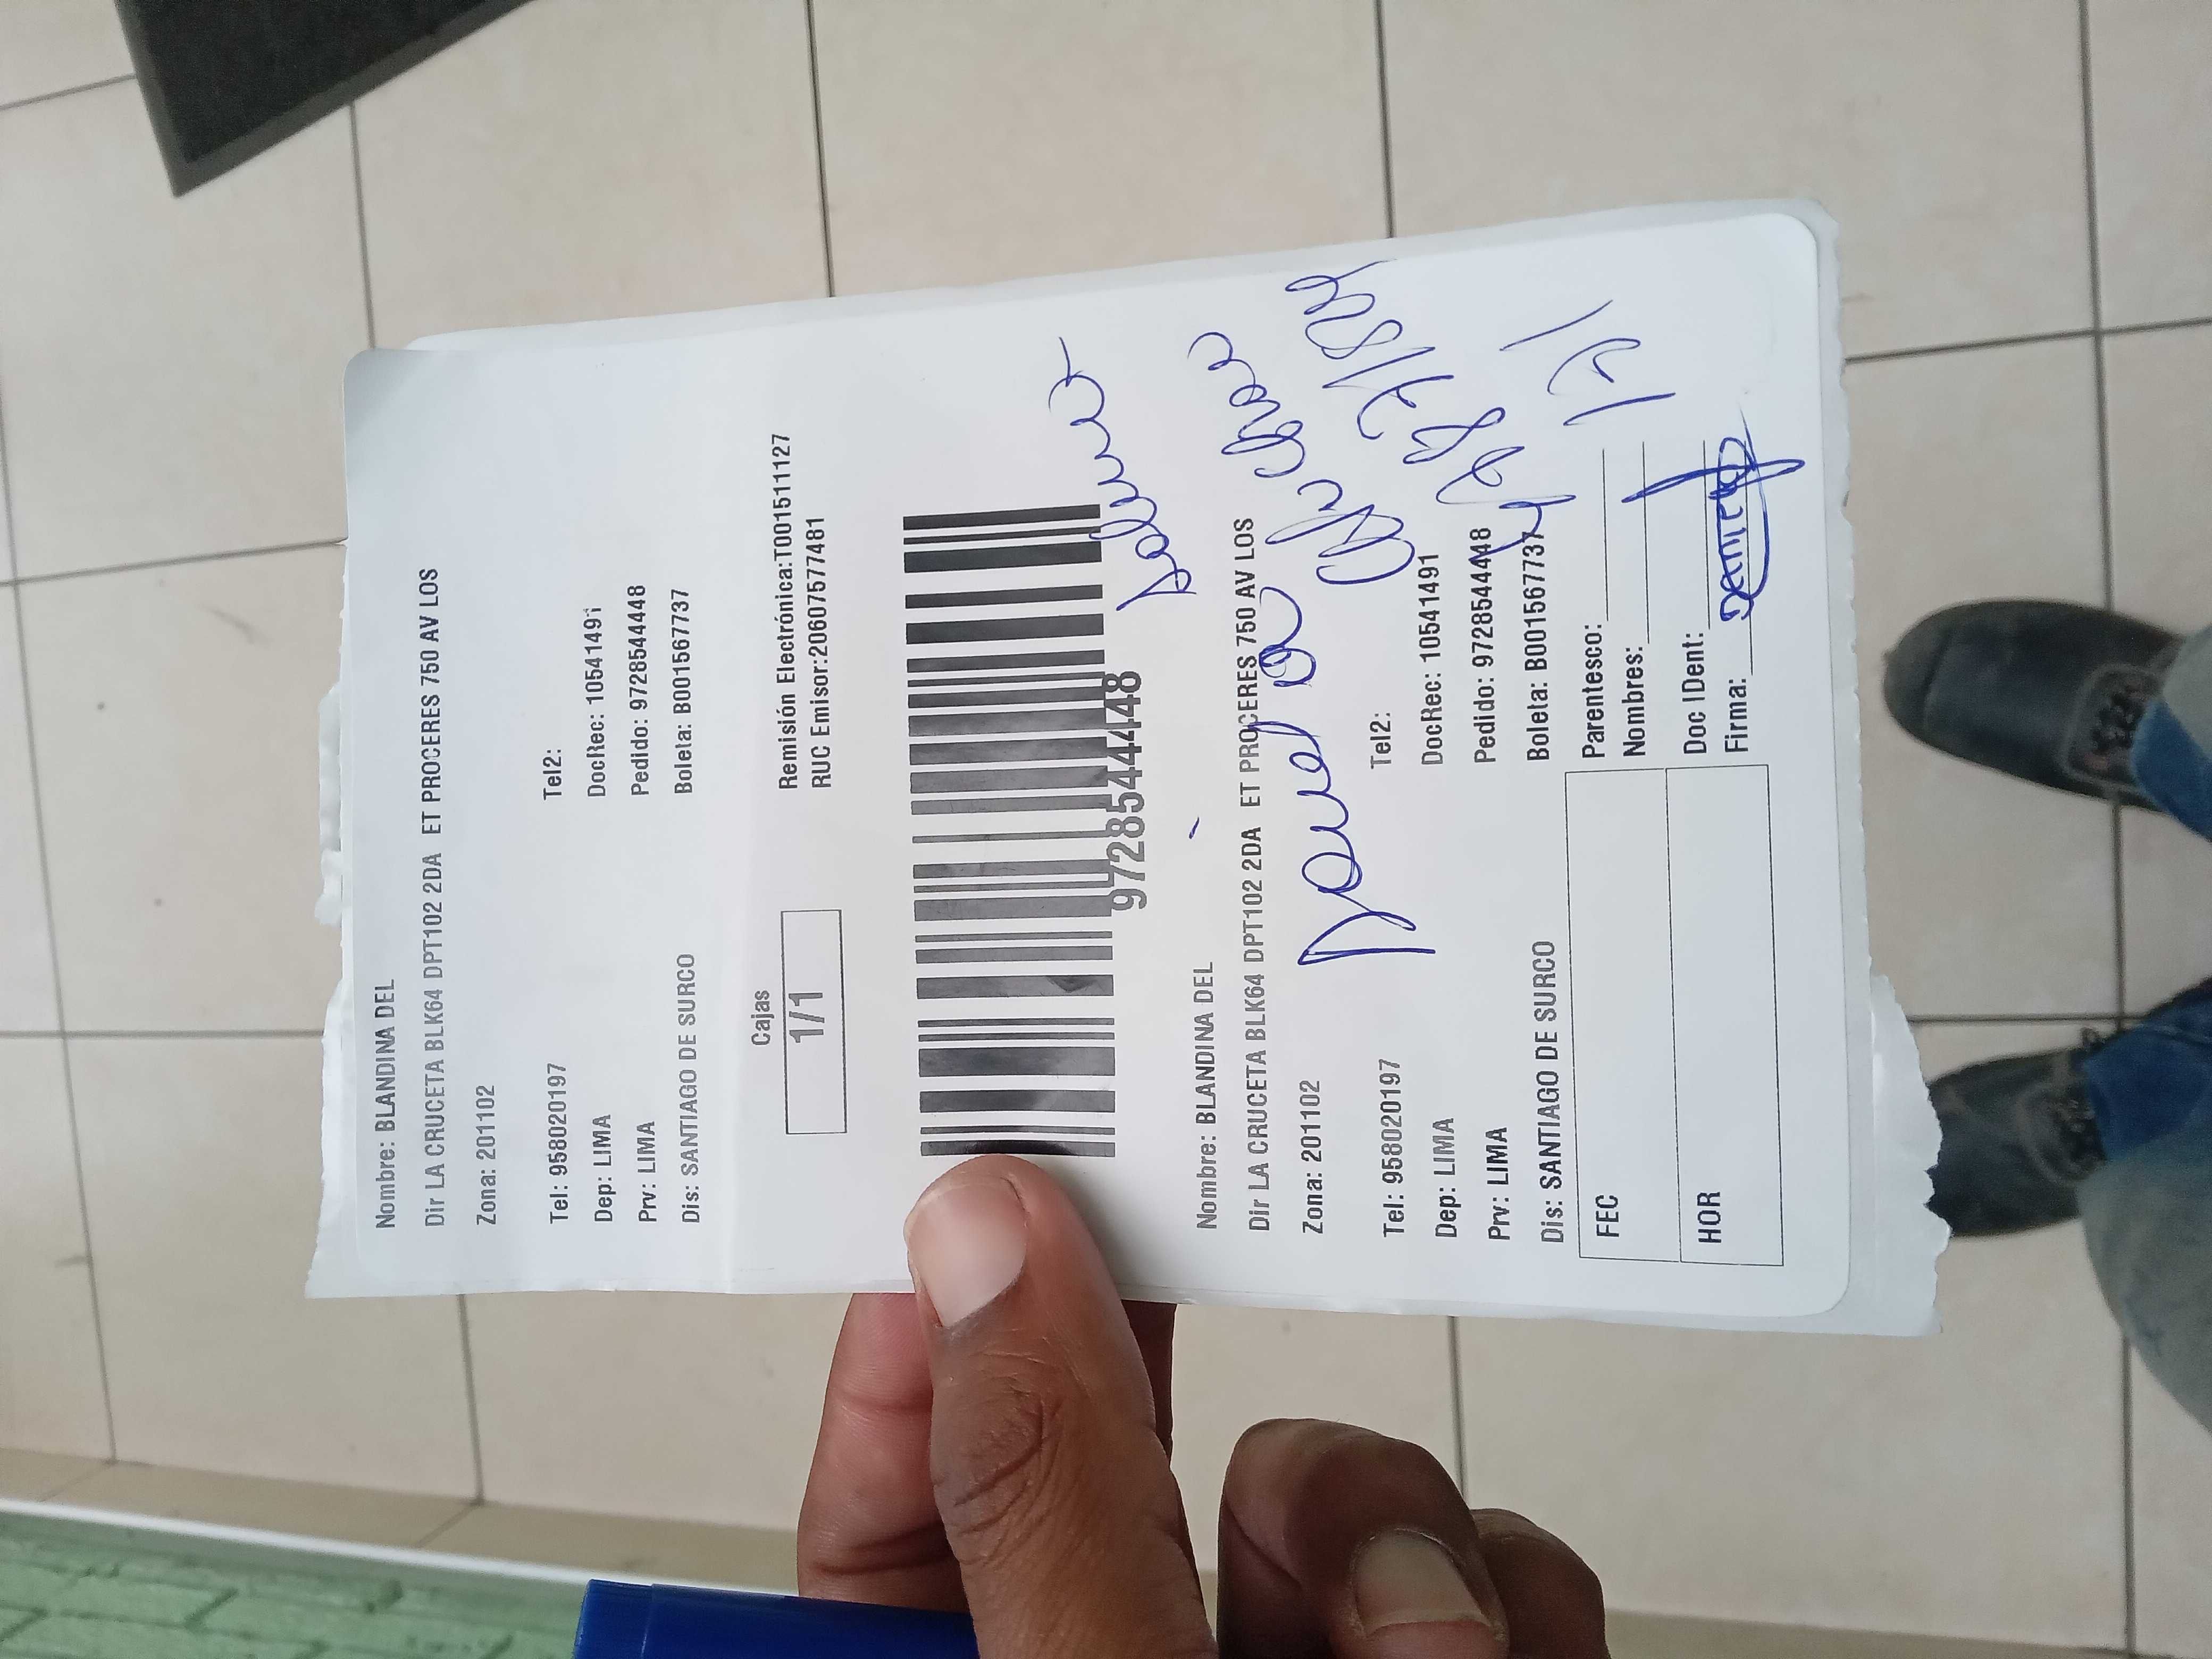 Nombre: BLANDINA DEL
Dir LA CRUCETA BLK64 DPT102 2DA ET PROCERES 750 AV LOS
Zona: 201102
Tel: 958020197 Tel2:
Dep: LIMA DocRec: 10541491
Prv: LIMA Pedido: 972854448
Dis: SANTIAGO DE SURCO Boleta: B001567737
Cajas
1/1
Remisión Electrónica:T001511127
RUC Emisor:20607577481
972854448
Nombre: BLANDINA DEL
Dir LA CRUCETA BLK64 DPT102 2DA ET PROCERES 750 AV LOS
Zona: 201102
Tel: 958020197 Tel2:
Dep: LIMA DocRec: 10541491
Prv: LIMA Pedido: 972854448
Dis: SANTIAGO DE SURCO Boleta: B001567737
FEC
HOR
Parentesco:
Nombres:
Doc IDent:
Firma: